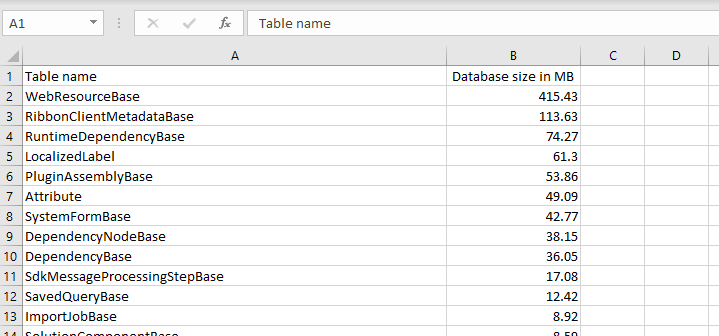 A1 fx Table name
A B C D
1 Table name Database size in MB
2 WebResourceBase 415.43
3 RibbonClientMetadataBase 113.63
4 RuntimeDependencyBase 74.27
5 LocalizedLabel 61.3
6 PluginAssemblyBase 53.86
7 Attribute 49.09
8 SystemFormBase 42.77
9 DependencyNodeBase 38.15
10 DependencyBase 36.05
11 SdkMessageProcessingStepBase 17.08
12 SavedQueryBase 12.42
13 ImportJobBase 8.92
14 SolutionComponentBase 8.59